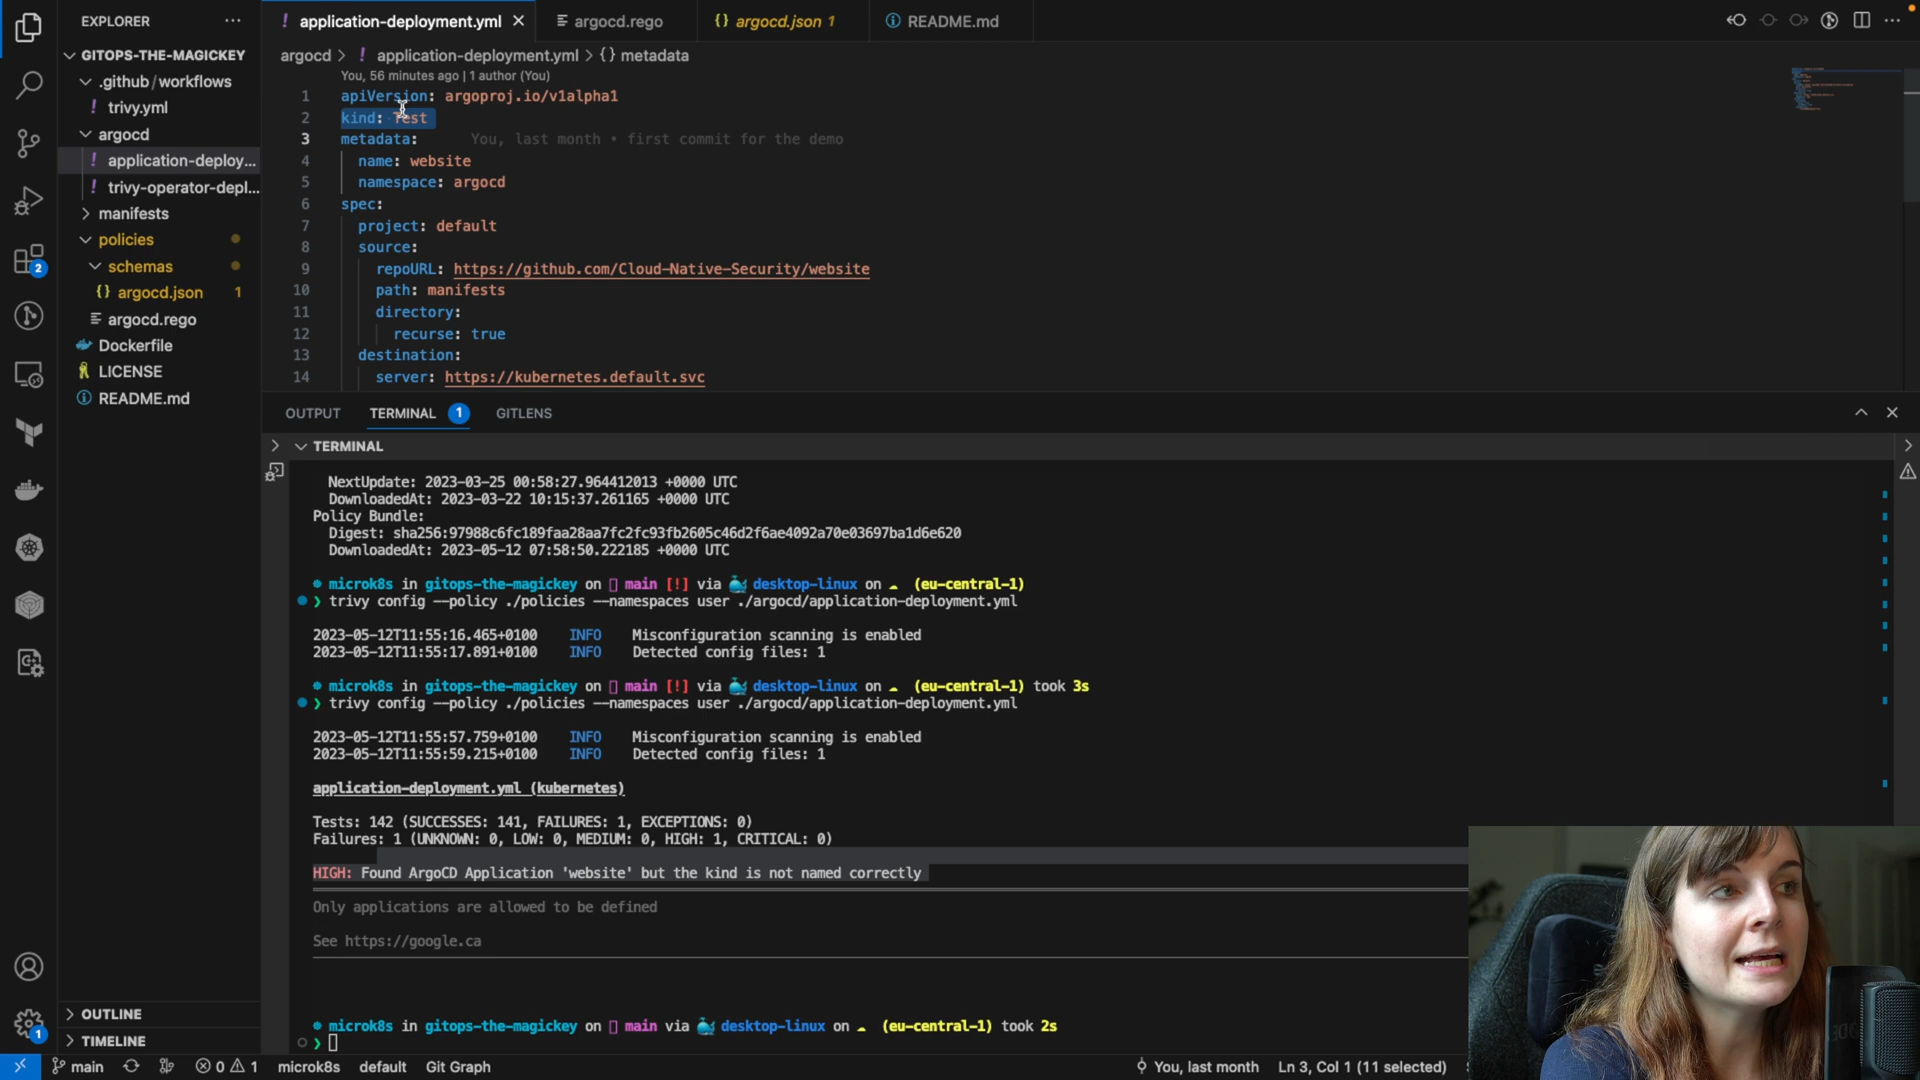 EXPLORER
GITOPS-THE-MAGICKEY
.github / workflows
trivy.yml
argocd
application-deploy...
trivy-operator-depl...
manifests
policies
schemas
argocd.json 1
argocd.rego
Dockerfile
LICENSE
README.md
OUTLINE
TIMELINE
2
1
application-deployment.yml
argocd.rego
argocd.json 1
README.md
argocd > application-deployment.yml > {} metadata
You, 56 minutes ago | 1 author (You)
1 apiVersion: argoproj.io/v1alpha1
2 kind: Test
3 metadata: You, last month • first commit for the demo
4 name: website
5 namespace: argocd
6 spec:
7 project: default
8 source:
9 repoURL: https://github.com/Cloud-Native-Security/website
10 path: manifests
11 directory:
12 recurse: true
13 destination:
14 server: https://kubernetes.default.svc
OUTPUT TERMINAL 1 GITLENS
TERMINAL
NextUpdate: 2023-03-25 00:58:27.964412013 +0000 UTC
DownloadedAt: 2023-03-22 10:15:37.261165 +0000 UTC
Policy Bundle:
Digest: sha256:97988c6fc189faa28aa7fc2fc93fb2605c46d2f6ae4092a70e03697ba1d6e620
DownloadedAt: 2023-05-12 07:58:50.222185 +0000 UTC
microk8s in gitops-the-magickey on main [!] via desktop-linux on (eu-central-1)
❯ trivy config --policy ./policies --namespaces user ./argocd/application-deployment.yml
2023-05-12T11:55:16.465+0100 INFO Misconfiguration scanning is enabled
2023-05-12T11:55:17.891+0100 INFO Detected config files: 1
microk8s in gitops-the-magickey on main [!] via desktop-linux on (eu-central-1) took 3s
❯ trivy config --policy ./policies --namespaces user ./argocd/application-deployment.yml
2023-05-12T11:55:57.759+0100 INFO Misconfiguration scanning is enabled
2023-05-12T11:55:59.215+0100 INFO Detected config files: 1
application-deployment.yml (kubernetes)
Tests: 142 (SUCCESSES: 141, FAILURES: 1, EXCEPTIONS: 0)
Failures: 1 (UNKNOWN: 0, LOW: 0, MEDIUM: 0, HIGH: 1, CRITICAL: 0)
HIGH: Found ArgoCD Application 'website' but the kind is not named correctly
Only applications are allowed to be defined
See https://google.ca
microk8s in gitops-the-magickey on main via desktop-linux on (eu-central-1) took 2s
❯
main 0 1 microk8s default Git Graph You, last month Ln 3, Col 1 (11 selected)